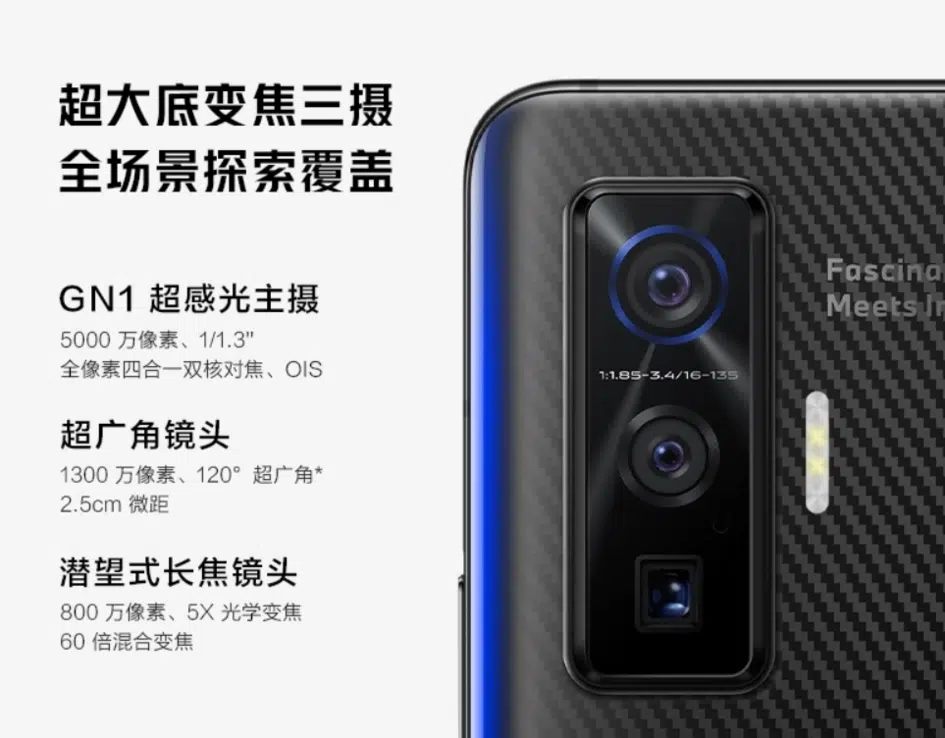 超大底变焦三摄
全场景探索覆盖
GN1 超感光主摄
5000 万像素、1/1.3"
全像素四合一双核对焦、OIS
超广角镜头
1300 万像素、120° 超广角*
2.5cm 微距
潜望式长焦镜头
800 万像素、5X 光学变焦
60 倍混合变焦
1:1.85-3.4/16-135
Fascina
Meets In